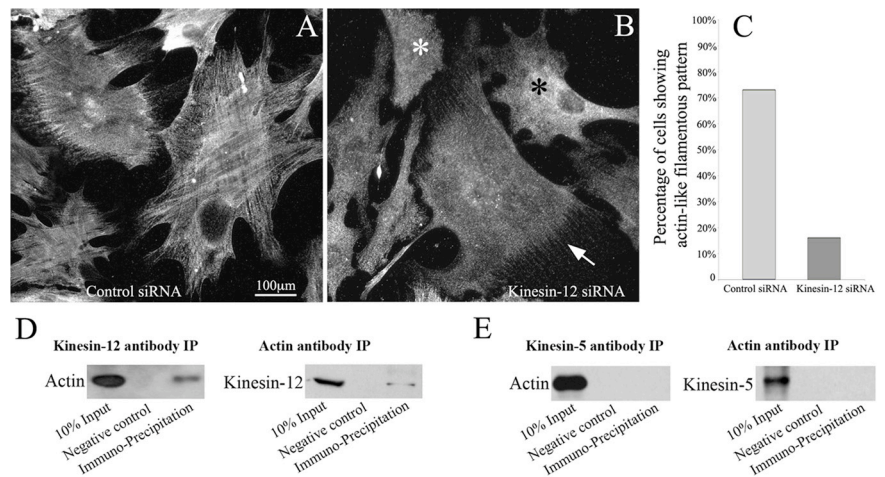 A
Control siRNA
100µm
B
*
*
Kinesin-12 siRNA
C
Percentage of cells showing
actin-like filamentous pattern
100%
90%
80%
70%
60%
50%
40%
30%
20%
10%
0
Control siRNA
Kinesin-12 siRNA
D
Kinesin-12 antibody IP
Actin
10% Input
Negative control
Immuno-Precipitation
Actin antibody IP
Kinesin-12
10% Input
Negative control
Immuno-Precipitation
E
Kinesin-5 antibody IP
Actin
10% Input
Negative control
Immuno-Precipitation
Actin antibody IP
Kinesin-5
10% Input
Negative control
Immuno-Precipitation